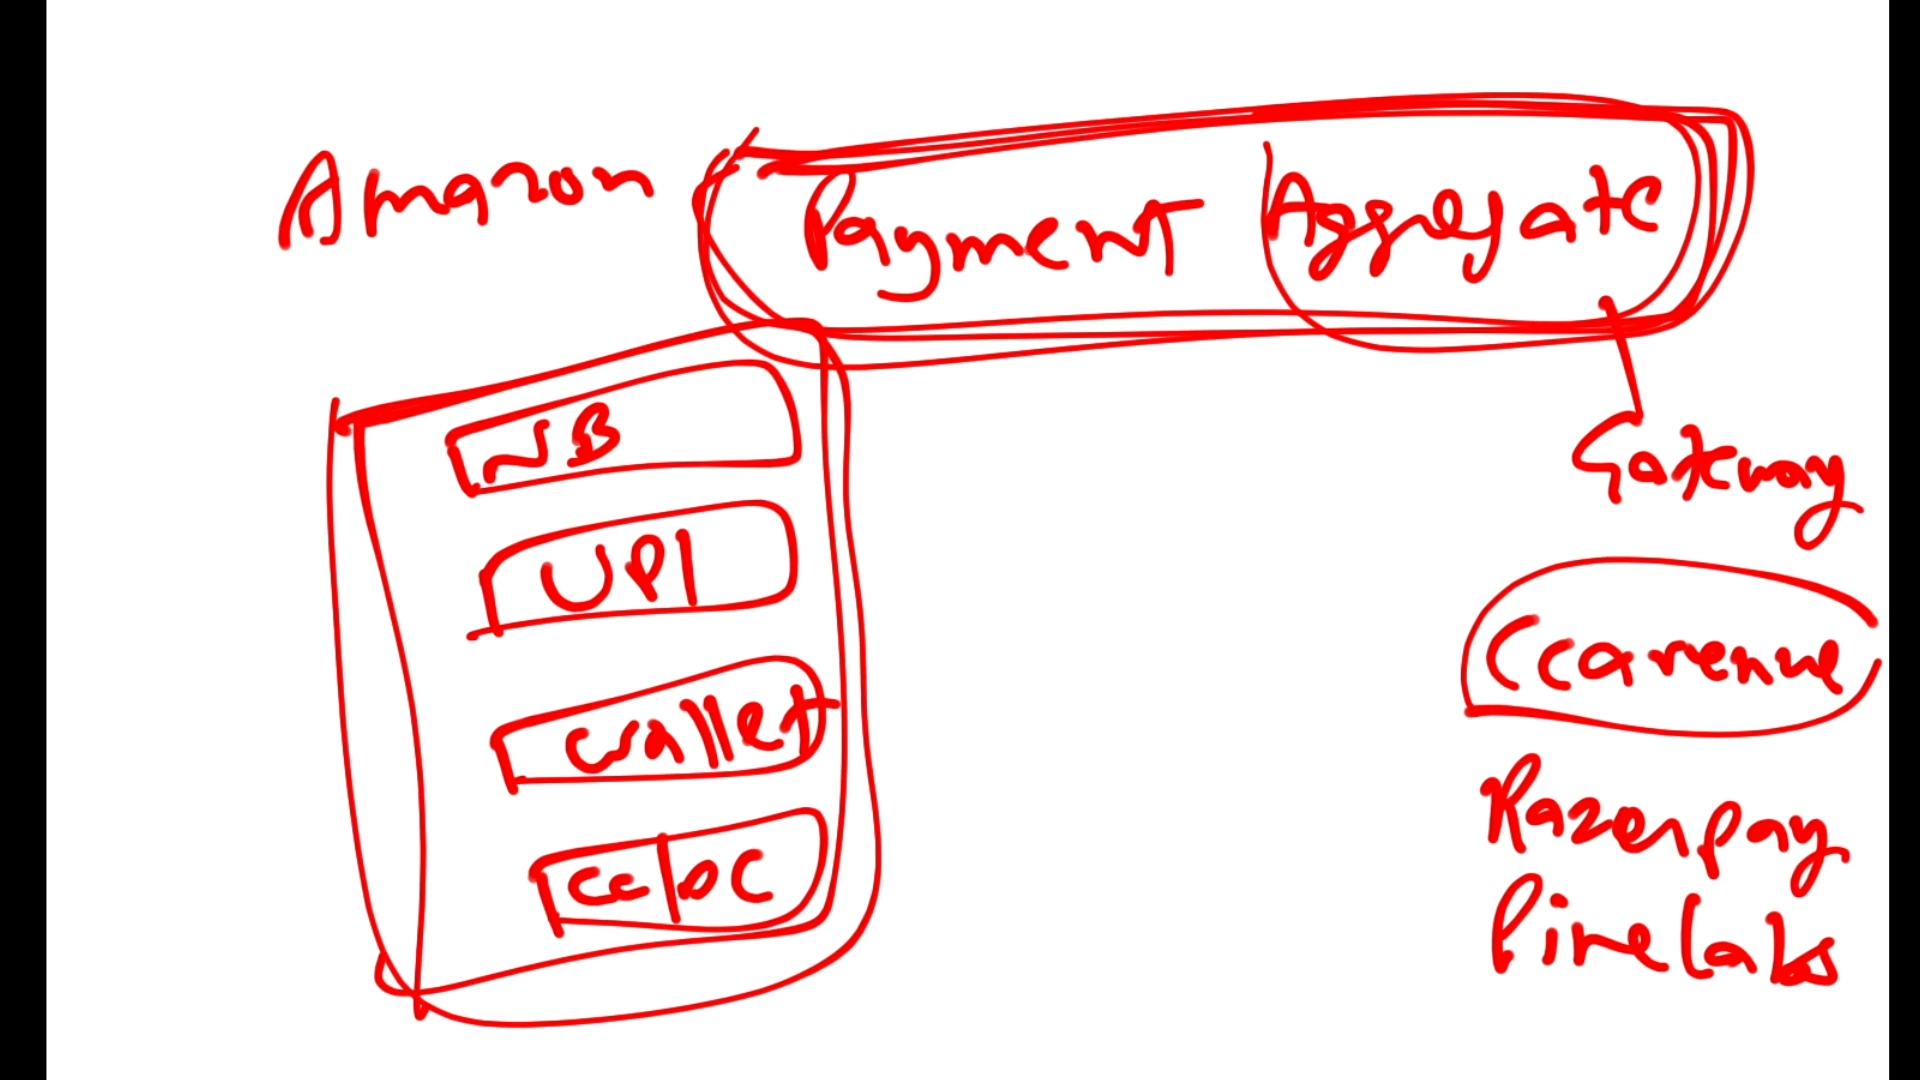 Amazon
Payment Aggregate
Gateway
NB
UPI
wallet
CC/DC
CCavenue
Razorpay
Pinelabs